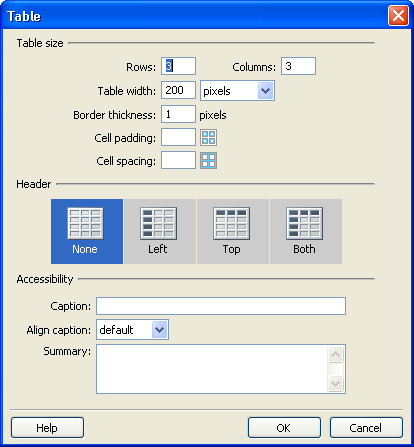 Table
Table size
Rows: 3 Columns: 3
Table width: 200 pixels
Border thickness: 1 pixels
Cell padding:
Cell spacing:
Header
None Left Top Both
Accessibility
Caption:
Align caption: default
Summary:
Help OK Cancel